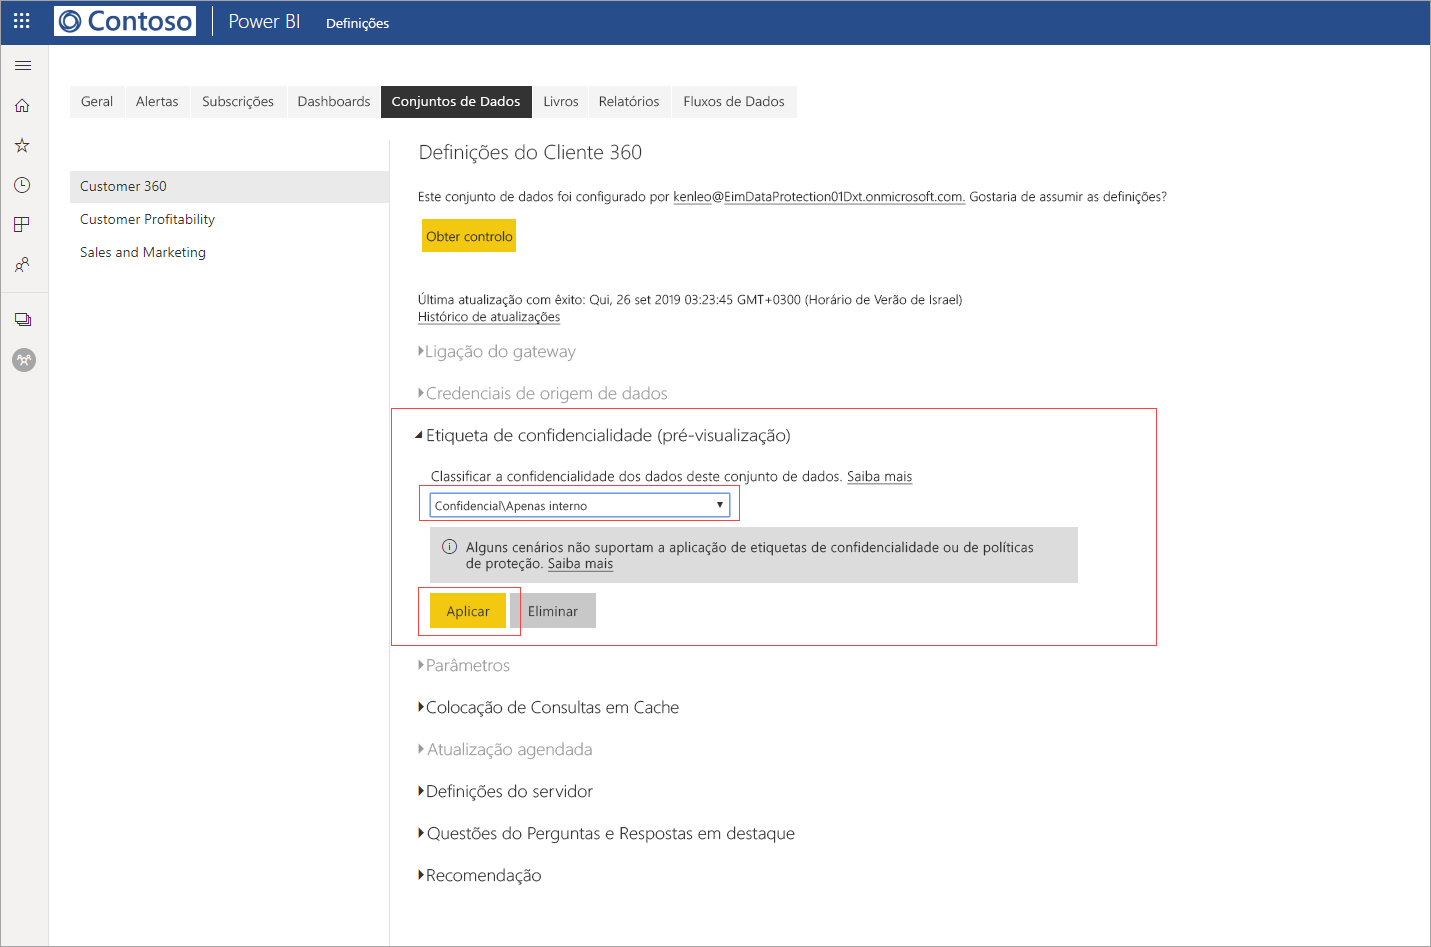 Contoso Power BI Definições
Geral Alertas Subscrições Dashboards Conjuntos de Dados Livros Relatórios Fluxos de Dados
Customer 360
Customer Profitability
Sales and Marketing
Definições do Cliente 360
Este conjunto de dados foi configurado por kenleo@EimDataProtection01Dxt.onmicrosoft.com. Gostaria de assumir as definições?
Obter controlo
Última atualização com êxito: Qui, 26 set 2019 03:23:45 GMT+0300 (Horário de Verão de Israel)
Histórico de atualizações
Ligação do gateway
Credenciais de origem de dados
Etiqueta de confidencialidade (pré-visualização)
Classificar a confidencialidade dos dados deste conjunto de dados. Saiba mais
Confidencial\Apenas interno
Alguns cenários não suportam a aplicação de etiquetas de confidencialidade ou de políticas
de proteção. Saiba mais
Aplicar Eliminar
Parâmetros
Colocação de Consultas em Cache
Atualização agendada
Definições do servidor
Questões do Perguntas e Respostas em destaque
Recomendação